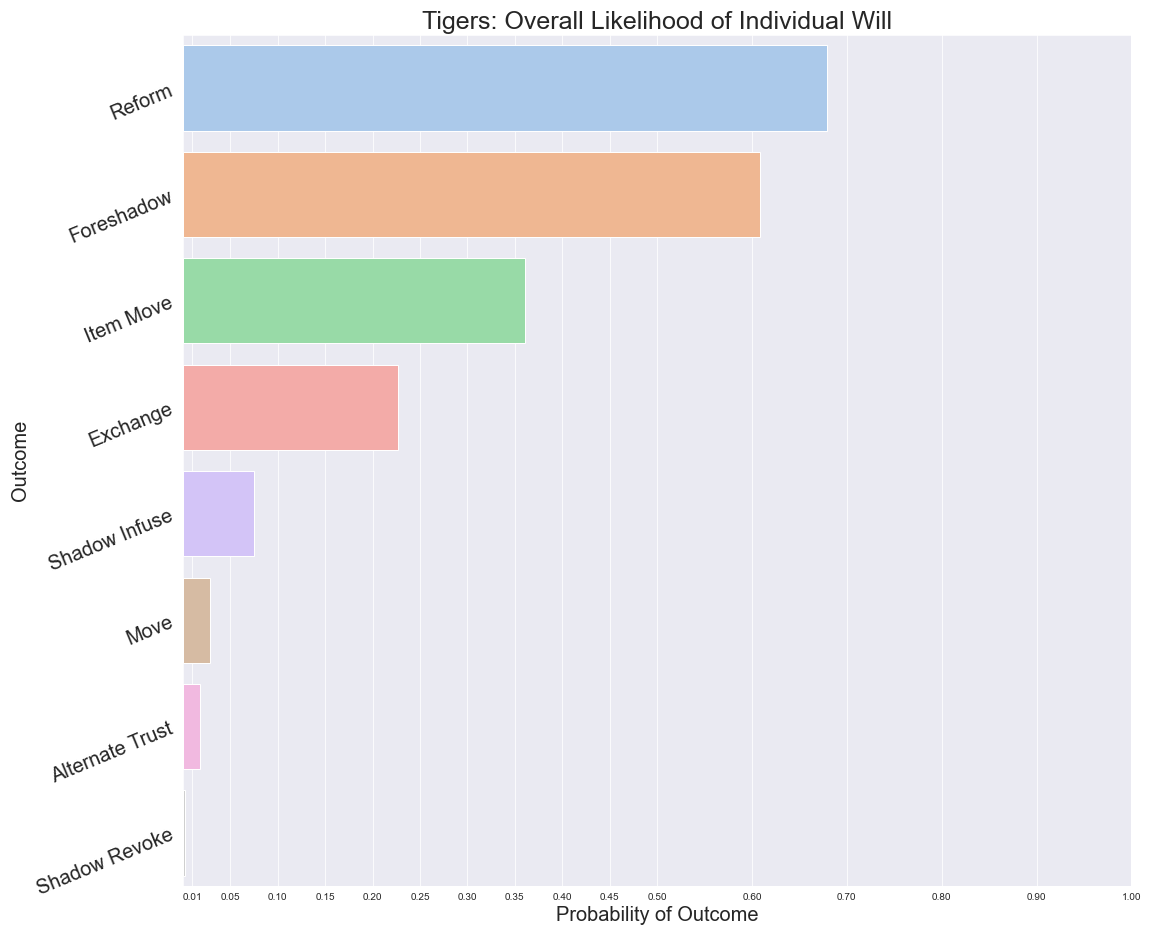 Tigers: Overall Likelihood of Individual Will
Reform
Foreshadow
Item Move
Exchange
Shadow Infuse
Move
Alternate Trust
Shadow Revoke
Outcome
0.01 0.05 0.10 0.15 0.20 0.25 0.30 0.35 0.40 0.45 0.50 0.60 0.70 0.80 0.90 1.00
Probability of Outcome